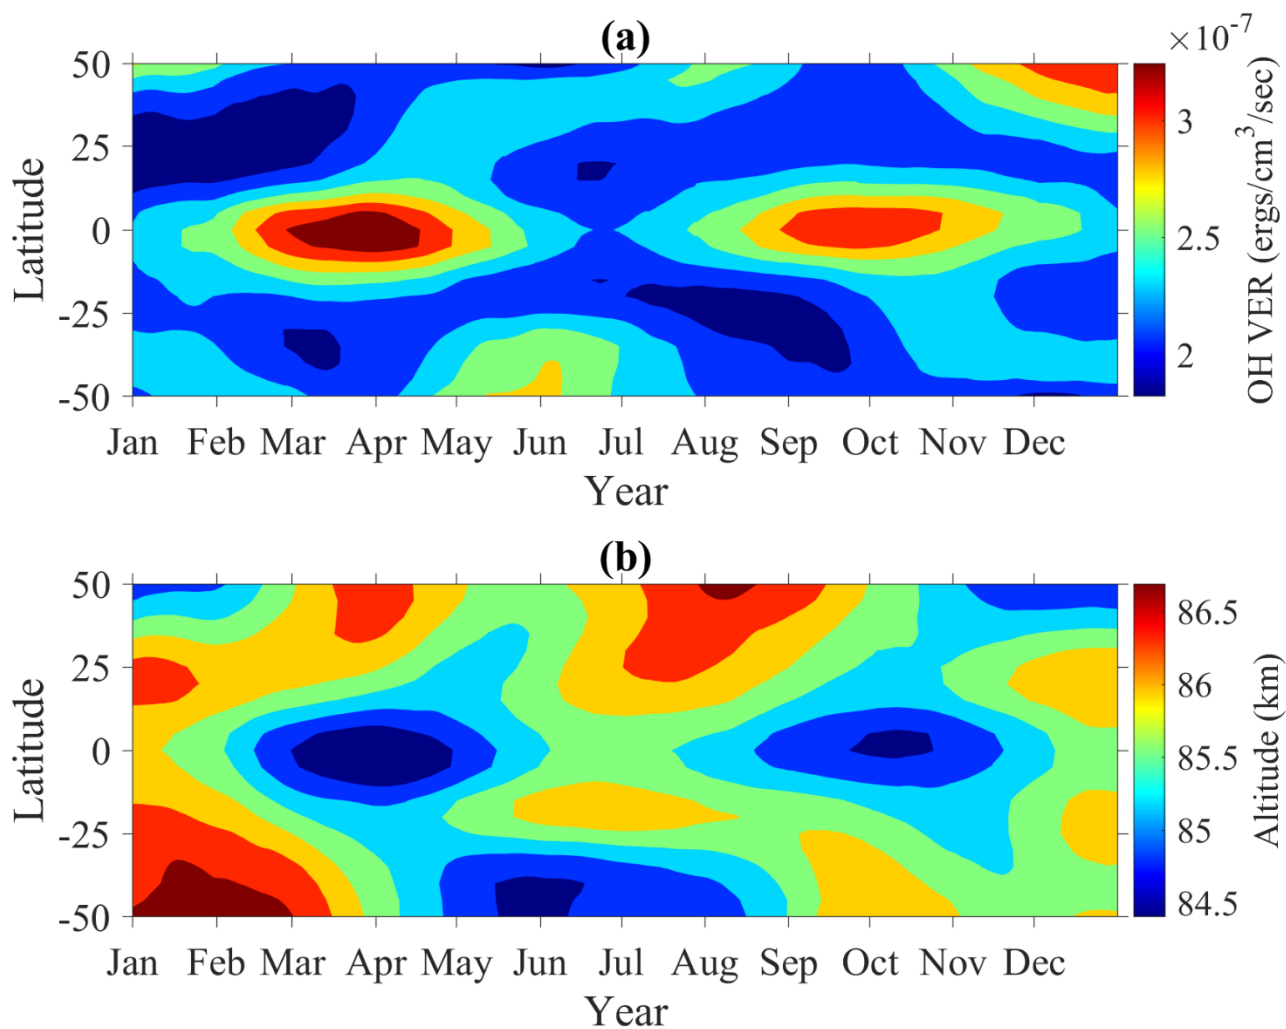 (a)
×10⁻⁷
50
25
0
-25
-50
Latitude
Jan Feb Mar Apr May Jun Jul Aug Sep Oct Nov Dec
Year
3
2.5
2
OH VER (ergs/cm³/sec)
(b)
50
25
0
-25
-50
Latitude
Jan Feb Mar Apr May Jun Jul Aug Sep Oct Nov Dec
Year
86.5
86
85.5
85
84.5
Altitude (km)